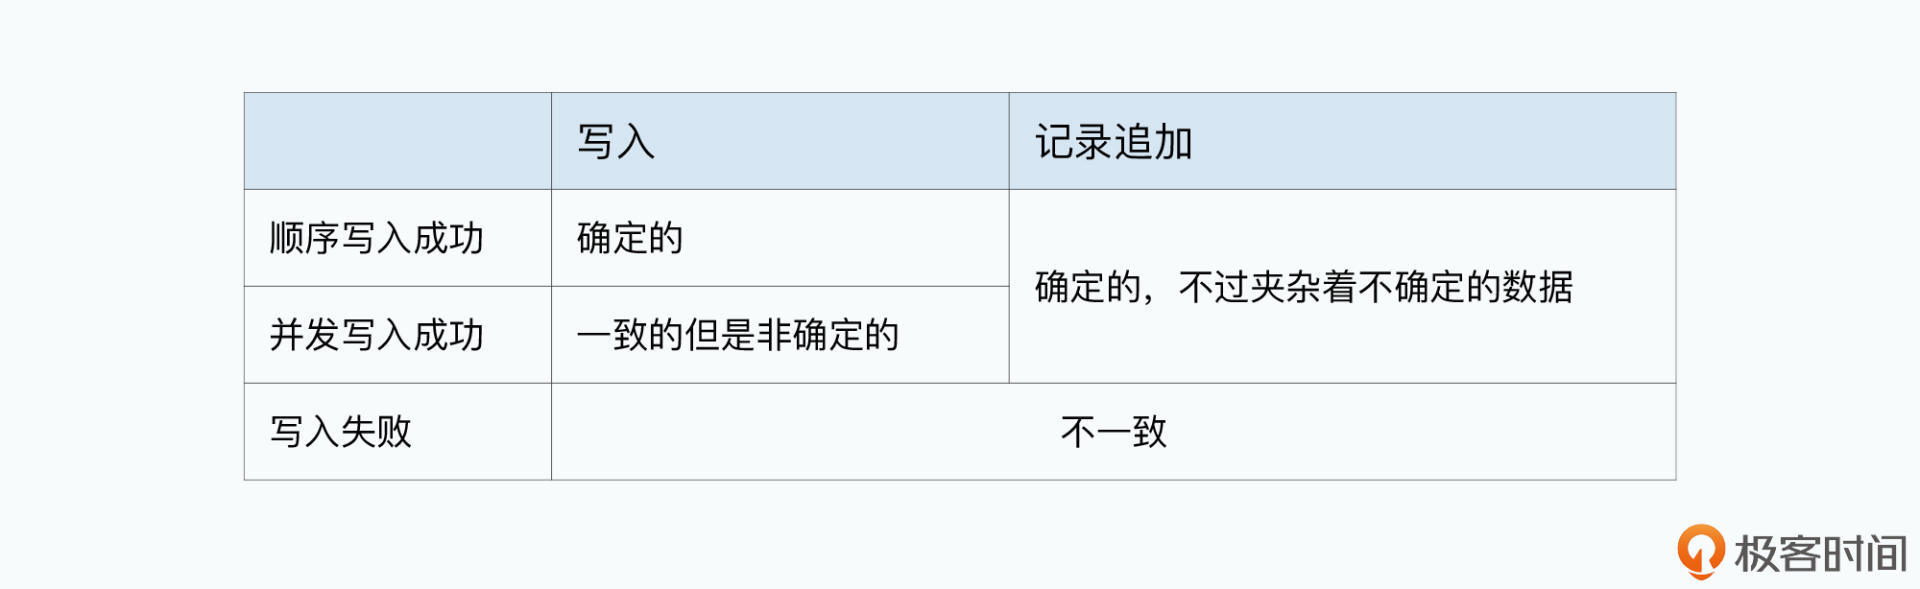 写入
记录追加
顺序写入成功
确定的
确定的，不过夹杂着不确定的数据
并发写入成功
一致的但是非确定的
写入失败
不一致
极客时间